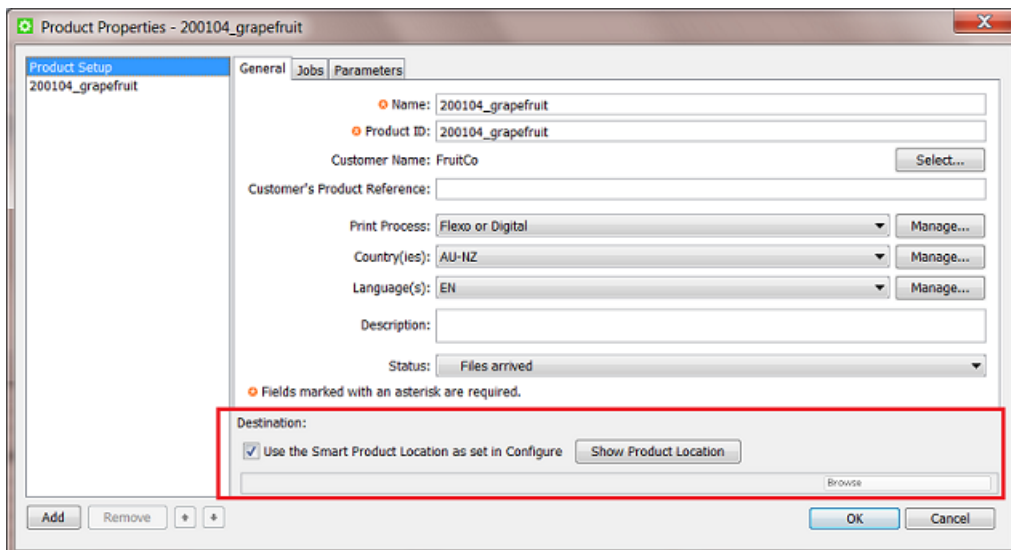 Product Properties - 200104_grapefruit
X
Product Setup
200104_grapefruit
General Jobs Parameters
Name: 200104_grapefruit
Product ID: 200104_grapefruit
Customer Name: FruitCo Select...
Customer's Product Reference:
Print Process: Flexo or Digital Manage...
Country(ies): AU-NZ Manage...
Language(s): EN Manage...
Description:
Status: Files arrived
Fields marked with an asterisk are required.
Destination:
Use the Smart Product Location as set in Configure Show Product Location
Browse
Add Remove OK Cancel